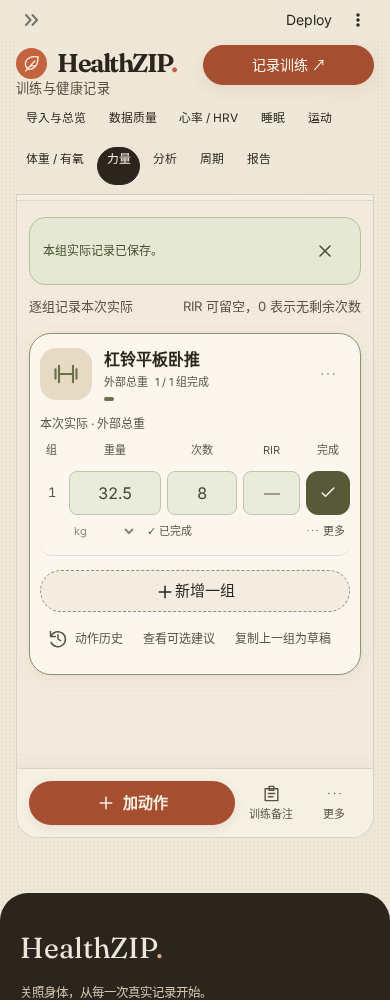 Deploy
HealthZIP.
记录训练 ↗
训练与健康记录
导入与总览 数据质量 心率 / HRV 睡眠 运动
体重 / 有氧 力量 分析 周期 报告
本组实际记录已保存。
逐组记录本次实际 RIR 可留空，0 表示无剩余次数
杠铃平板卧推
外部总重 1 / 1 组完成
本次实际 · 外部总重
组 重量 次数 RIR 完成
1 32.5 8 —
kg ✓ 已完成 ··· 更多
＋新增一组
动作历史 查看可选建议 复制上一组为草稿
＋ 加动作
训练备注
更多
HealthZIP.
关照身体，从每一次真实记录开始。